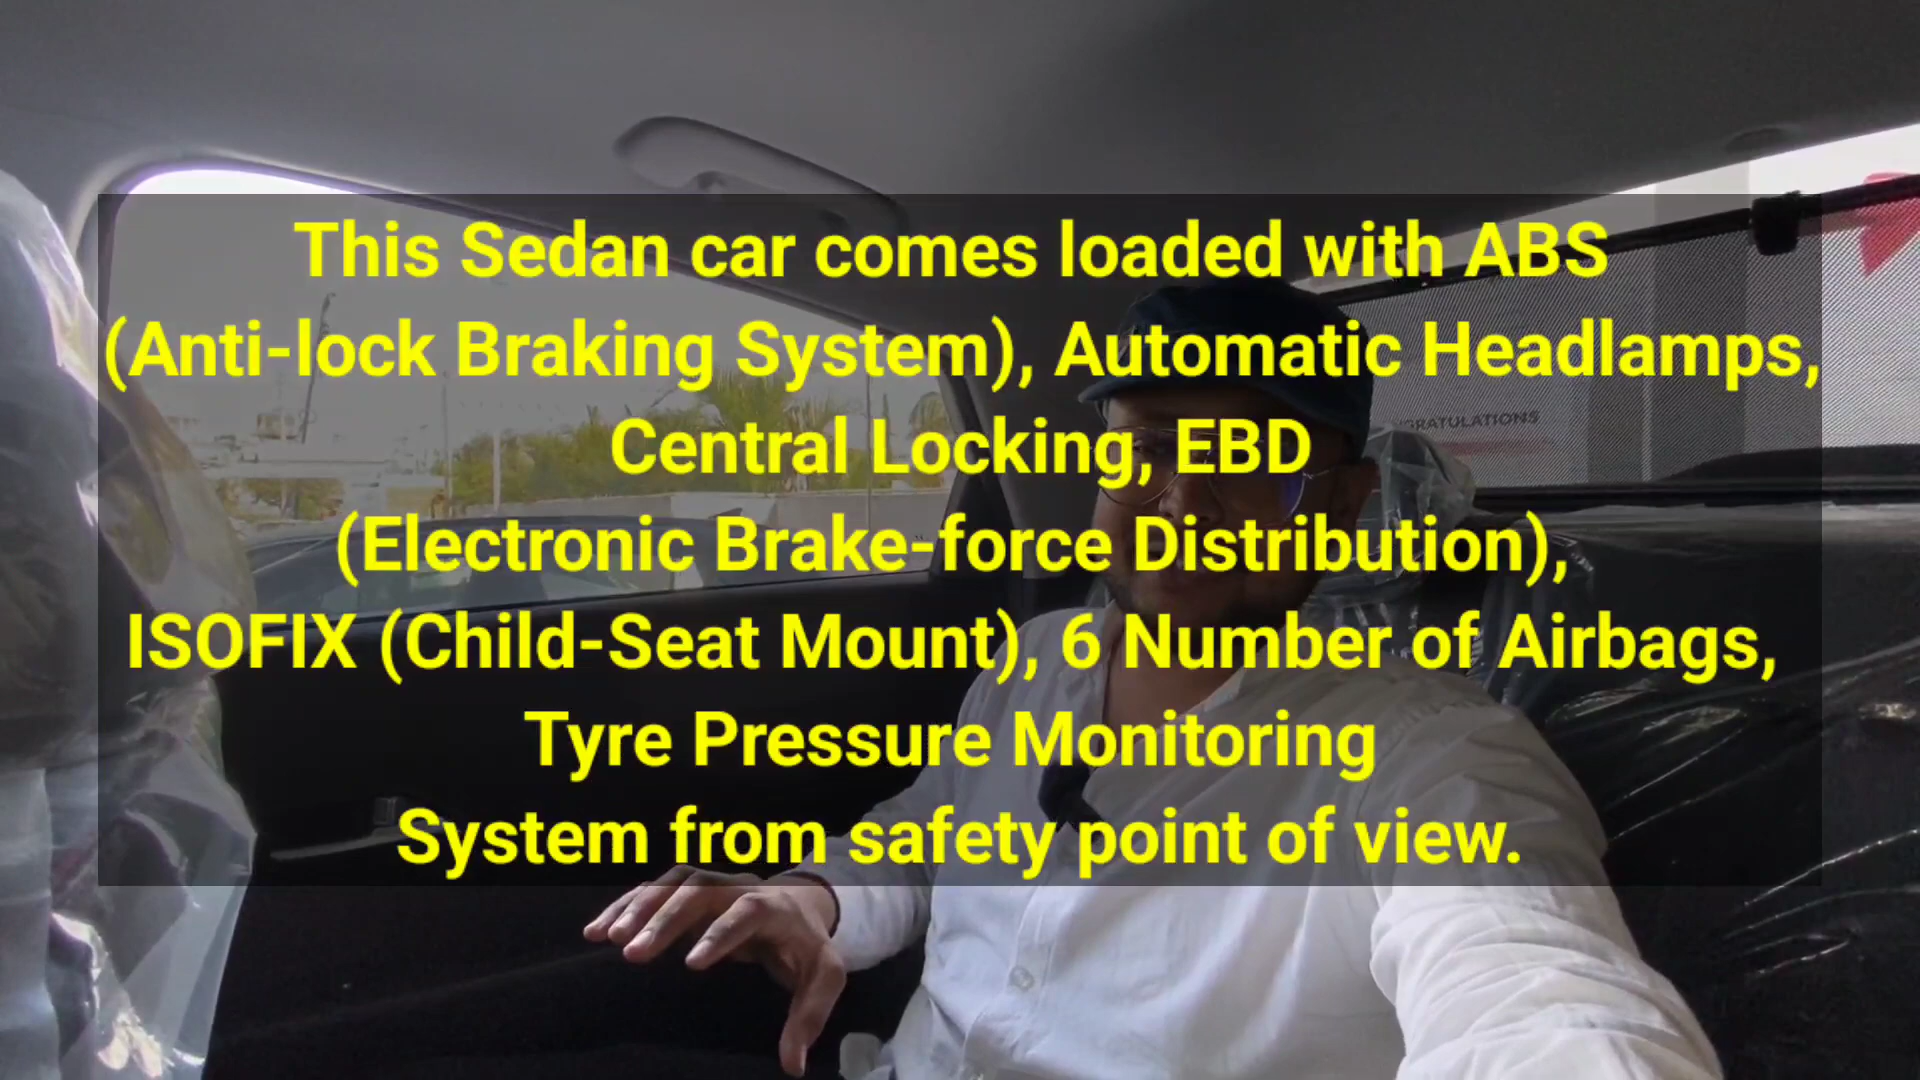 This Sedan car comes loaded with ABS
(Anti-lock Braking System), Automatic Headlamps,
Central Locking, EBD
(Electronic Brake-force Distribution),
ISOFIX (Child-Seat Mount), 6 Number of Airbags,
Tyre Pressure Monitoring
System from safety point of view.